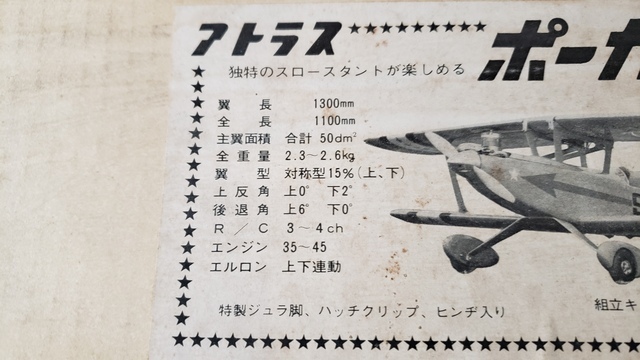 アトラス★★★★★★★★★ポーカ
独特のスロースタントが楽しめる
翼長 1300mm
全長 1100mm
主翼面積 合計 50dm²
全重量 2.3～2.6kg
翼型 対称型15%(上、下)
上反角 上0° 下2°
後退角 上6° 下0°
R/C 3～4ch
エンジン 35～45
エルロン 上下連動
特製ジュラ脚、ハッチクリップ、ヒンヂ入り
組立キ